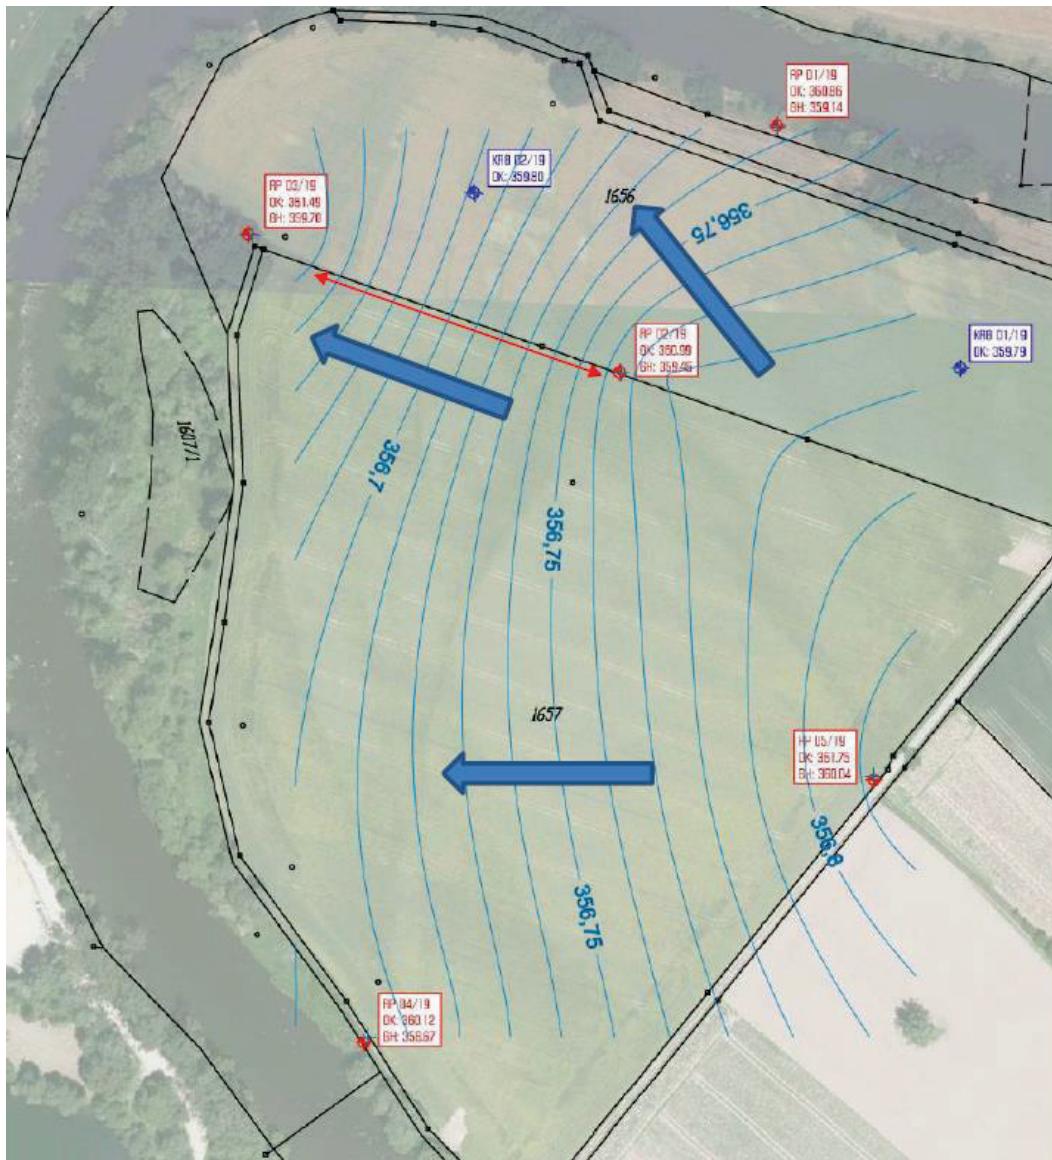 RP 01/19
OK: 360.86
GH: 359.14
KRB 02/19
OK: 359.80
RP 03/19
OK: 361.49
GH: 359.70
1656
356,75
RP 02/19
OK: 360.99
GH: 359.45
KRB 01/19
OK: 359.79
1607/1
356,7
356,75
1657
RP 05/19
OK: 361.75
GH: 360.04
356,8
356,75
RP 04/19
OK: 360.12
GH: 358.67